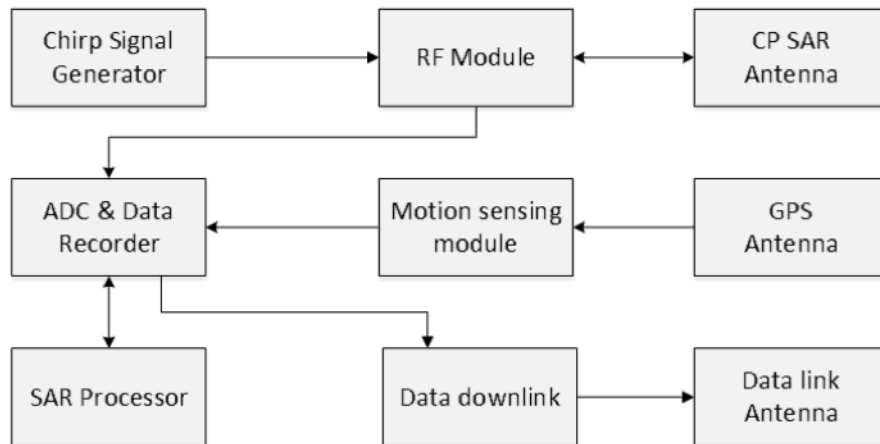 Chirp Signal
Generator
RF Module
CP SAR
Antenna
ADC & Data
Recorder
Motion sensing
module
GPS
Antenna
SAR Processor
Data downlink
Data link
Antenna